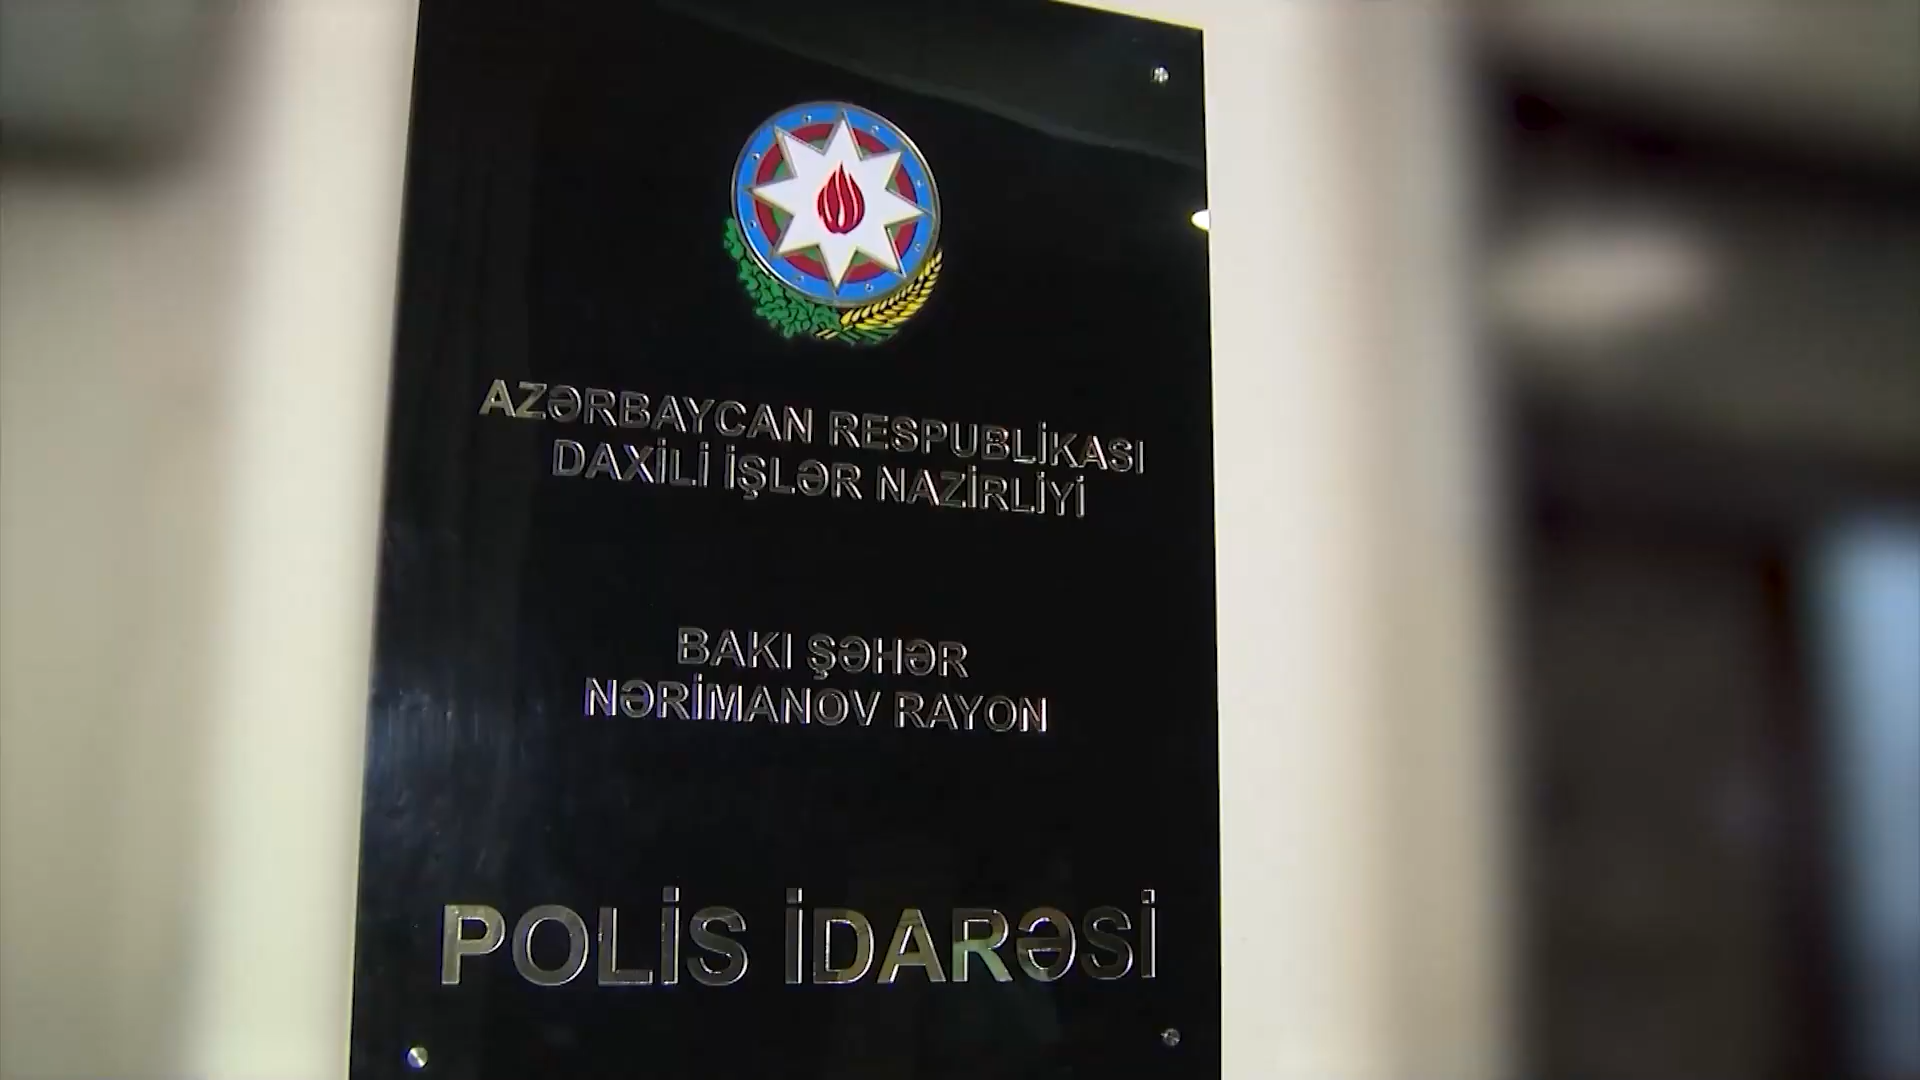 AZƏRBAYCAN RESPUBLİKASI
DAXİLİ İŞLƏR NAZİRLİYİ
BAKI ŞƏHƏR
NƏRİMANOV RAYON
POLİS İDARƏSİ